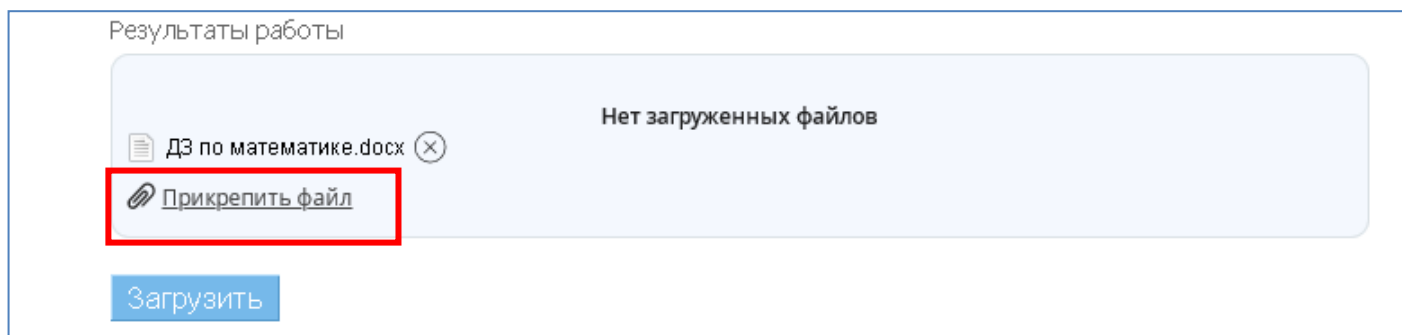 Результаты работы
Нет загруженных файлов
ДЗ по математике.docx
Прикрепить файл
Загрузить